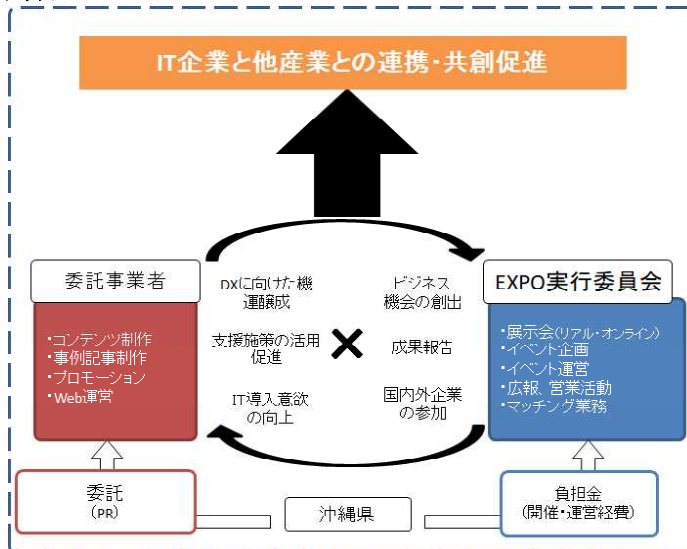 IT企業と他産業との連携・共創促進
委託事業者
・コンテンツ制作
・事例記事制作
・プロモーション
・Web運営
DXに向けた機
運醸成
支援施策の活用
促進
IT導入意欲
の向上
ビジネス
機会の創出
成果報告
国内外企業
の参加
EXPO実行委員会
・展示会(リアル・オンライン)
・イベント企画
・イベント運営
・広報、営業活動
・マッチング業務
委託
(PR)
沖縄県
負担金
(開催・運営経費)